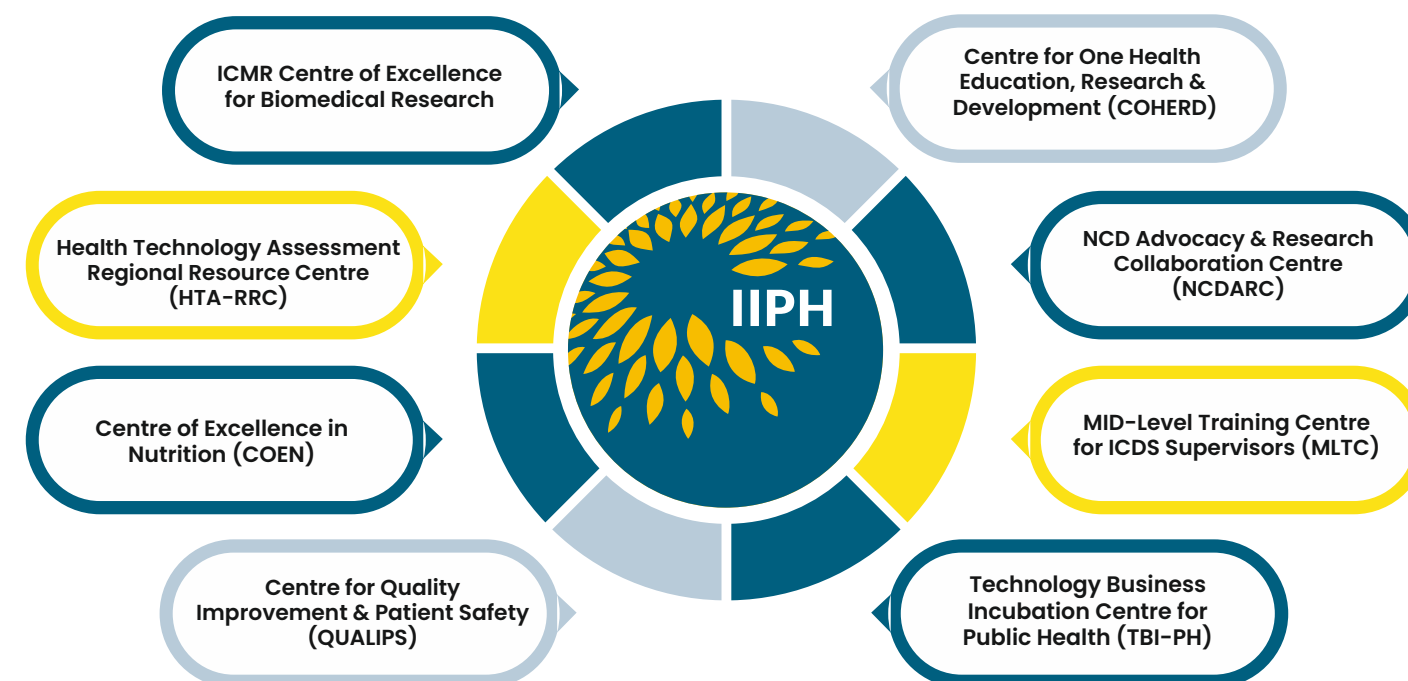 ICMR Centre of Excellence
for Biomedical Research
Centre for One Health
Education, Research &
Development (COHERD)
Health Technology Assessment
Regional Resource Centre
(HTA-RRC)
NCD Advocacy & Research
Collaboration Centre
(NCDARC)
IIPH
Centre of Excellence in
Nutrition (COEN)
MID-Level Training Centre
for ICDS Supervisors (MLTC)
Centre for Quality
Improvement & Patient Safety
(QUALIPS)
Technology Business
Incubation Centre for
Public Health (TBI-PH)